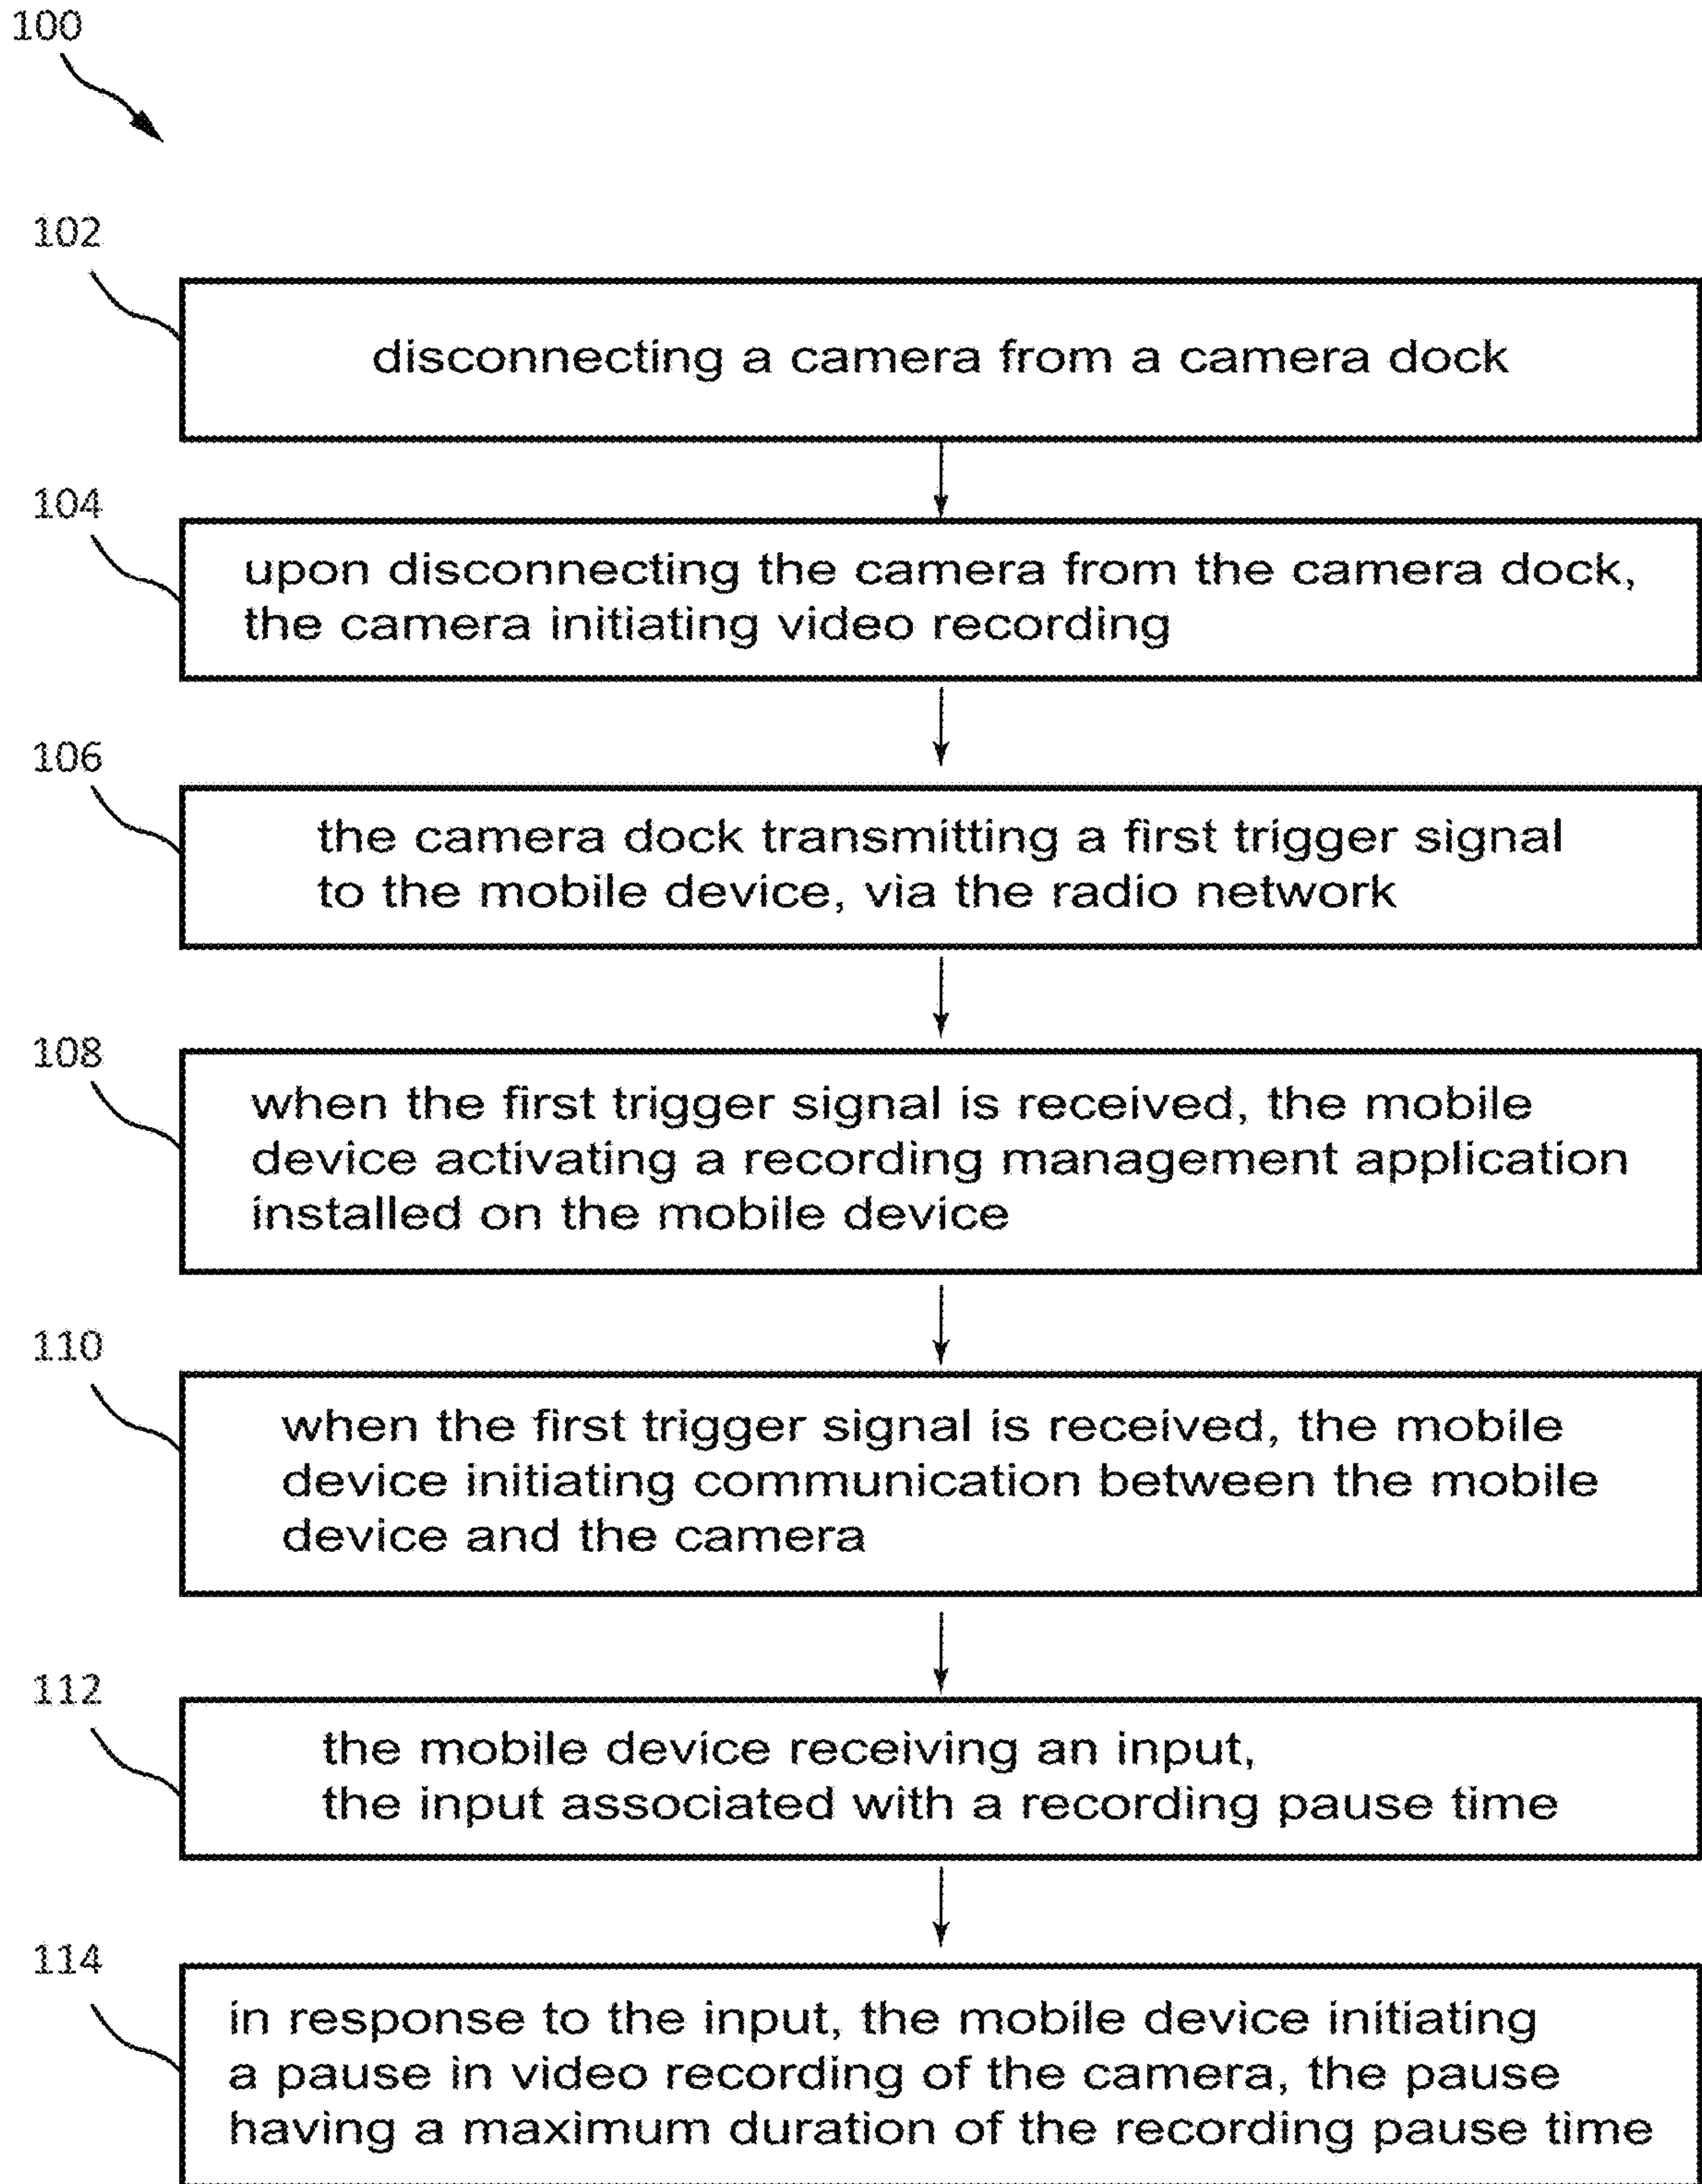 100
102
disconnecting a camera from a camera dock
104
upon disconnecting the camera from the camera dock,
the camera initiating video recording
106
the camera dock transmitting a first trigger signal
to the mobile device, via the radio network
108
when the first trigger signal is received, the mobile
device activating a recording management application
installed on the mobile device
110
when the first trigger signal is received, the mobile
device initiating communication between the mobile
device and the camera
112
the mobile device receiving an input,
the input associated with a recording pause time
114
in response to the input, the mobile device initiating
a pause in video recording of the camera, the pause
having a maximum duration of the recording pause time